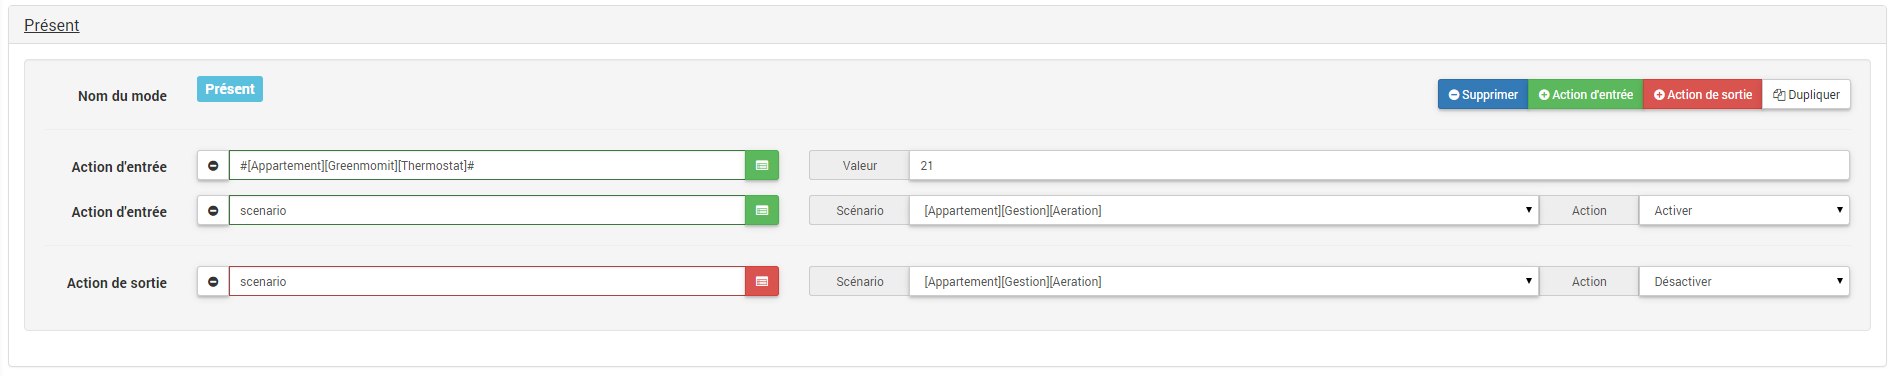 Présent
Nom du mode Présent Supprimer Action d'entrée Action de sortie Dupliquer
Action d'entrée #[Appartement][Greenmomit][Thermostat]# Valeur 21
Action d'entrée scenario Scénario [Appartement][Gestion][Aeration] Action Activer
Action de sortie scenario Scénario [Appartement][Gestion][Aeration] Action Désactiver